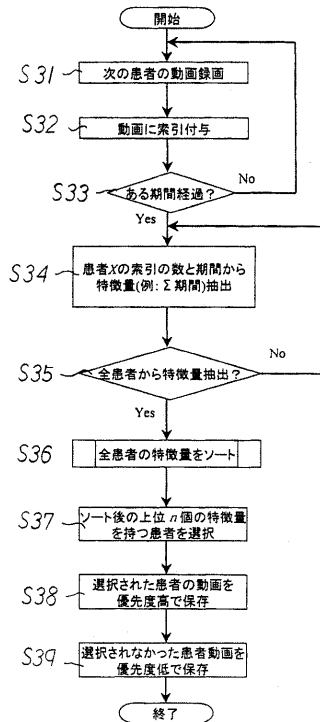 開始
S31
次の患者の動画録画
S32
動画に索引付与
S33
ある期間経過？
No
Yes
S34
患者Xの索引の数と期間から
特徴量(例：Σ期間)抽出
S35
全患者から特徴量抽出？
No
Yes
S36
全患者の特徴量をソート
S37
ソート後の上位n個の特徴量
を持つ患者を選択
S38
選択された患者の動画を
優先度高で保存
S39
選択されなかった患者動画を
優先度低で保存
終了